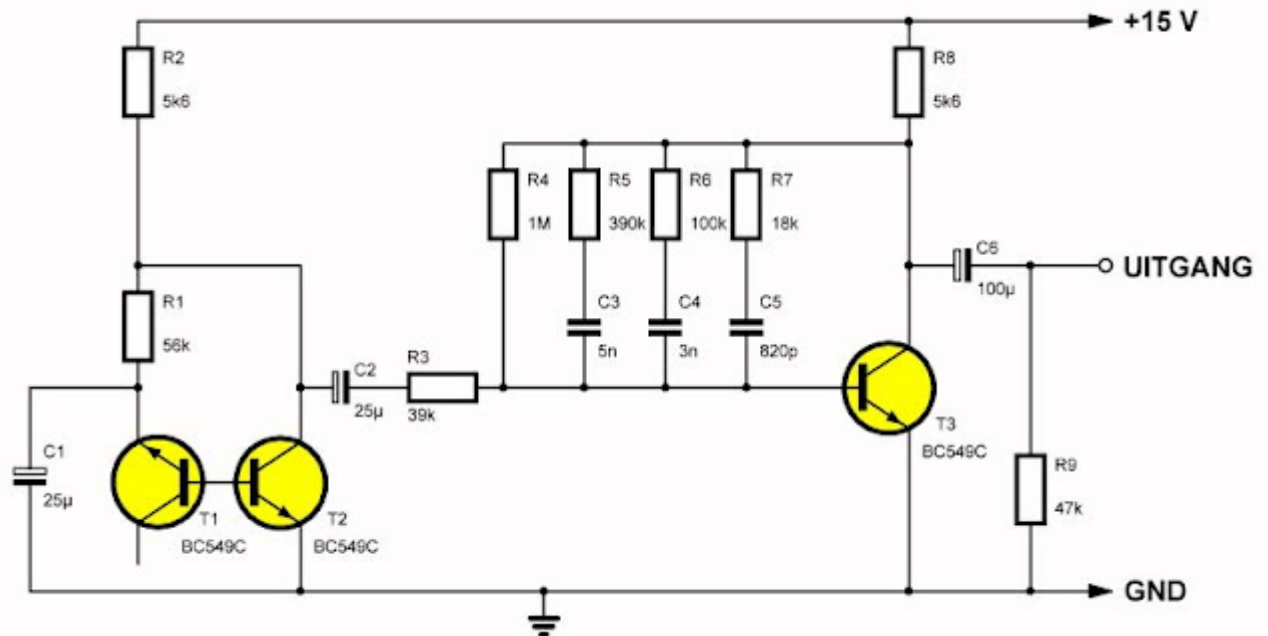 +15 V
R2
5k6
R8
5k6
R4
1M
R5
390k
R6
100k
R7
18k
C6
100µ
UITGANG
R1
56k
C3
5n
C4
3n
C5
820p
C2
25µ
R3
39k
T3
BC549C
C1
25µ
T1
BC549C
T2
BC549C
R9
47k
GND